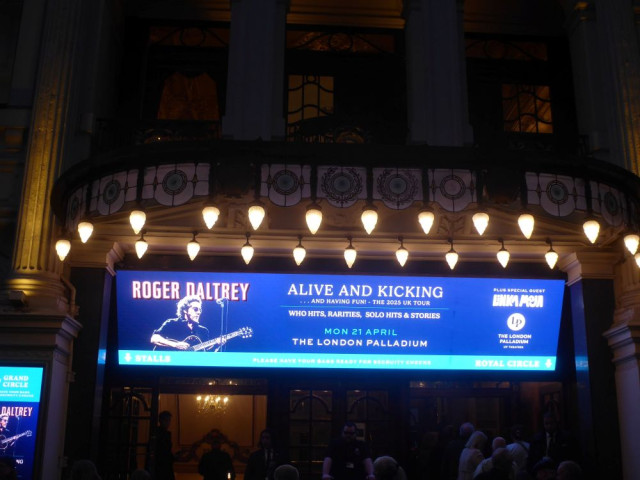 ROGER DALTREY
ALIVE AND KICKING
. . . AND HAVING FUN! - THE 2025 UK TOUR
WHO HITS, RARITIES, SOLO HITS & STORIES
MON 21 APRIL
THE LONDON PALLADIUM
PLUS SPECIAL GUEST
LP
THE LONDON
PALLADIUM
STALLS
PLEASE HAVE YOUR BAGS READY FOR SECURITY CHECKS
ROYAL CIRCLE
GRAND
CIRCLE
DALTREY